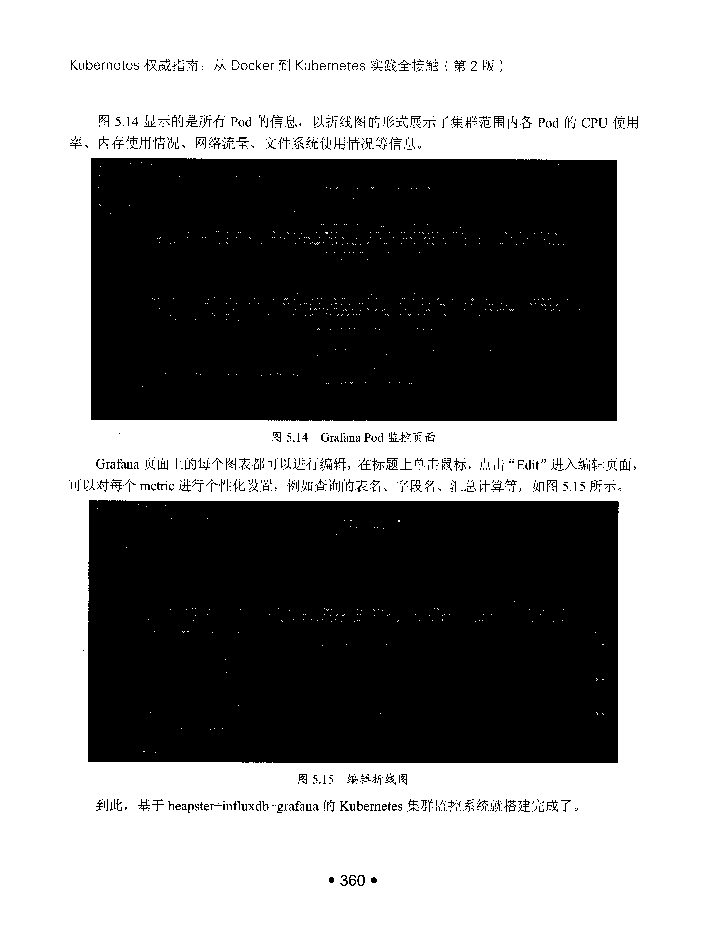 Kubernetes 权威指南：从 Docker 到 Kubernetes 实践全接触（第 2 版）
图 5.14 显示的是所有 Pod 的信息，以折线图的形式展示了集群范围内各 Pod 的 CPU 使用
率、内存使用情况、网络流量、文件系统使用情况等信息。
图 5.14 Grafana Pod 监控页面
Grafana 页面上的每个图表都可以进行编辑，在标题上单击鼠标，点击“Edit”进入编辑页面，
可以对每个 metric 进行个性化设置，例如查询的表名、字段名、汇总计算等，如图 5.15 所示。
图 5.15 编辑折线图
到此，基于 heapster+influxdb+grafana 的 Kubernetes 集群监控系统就搭建完成了。
• 360 •